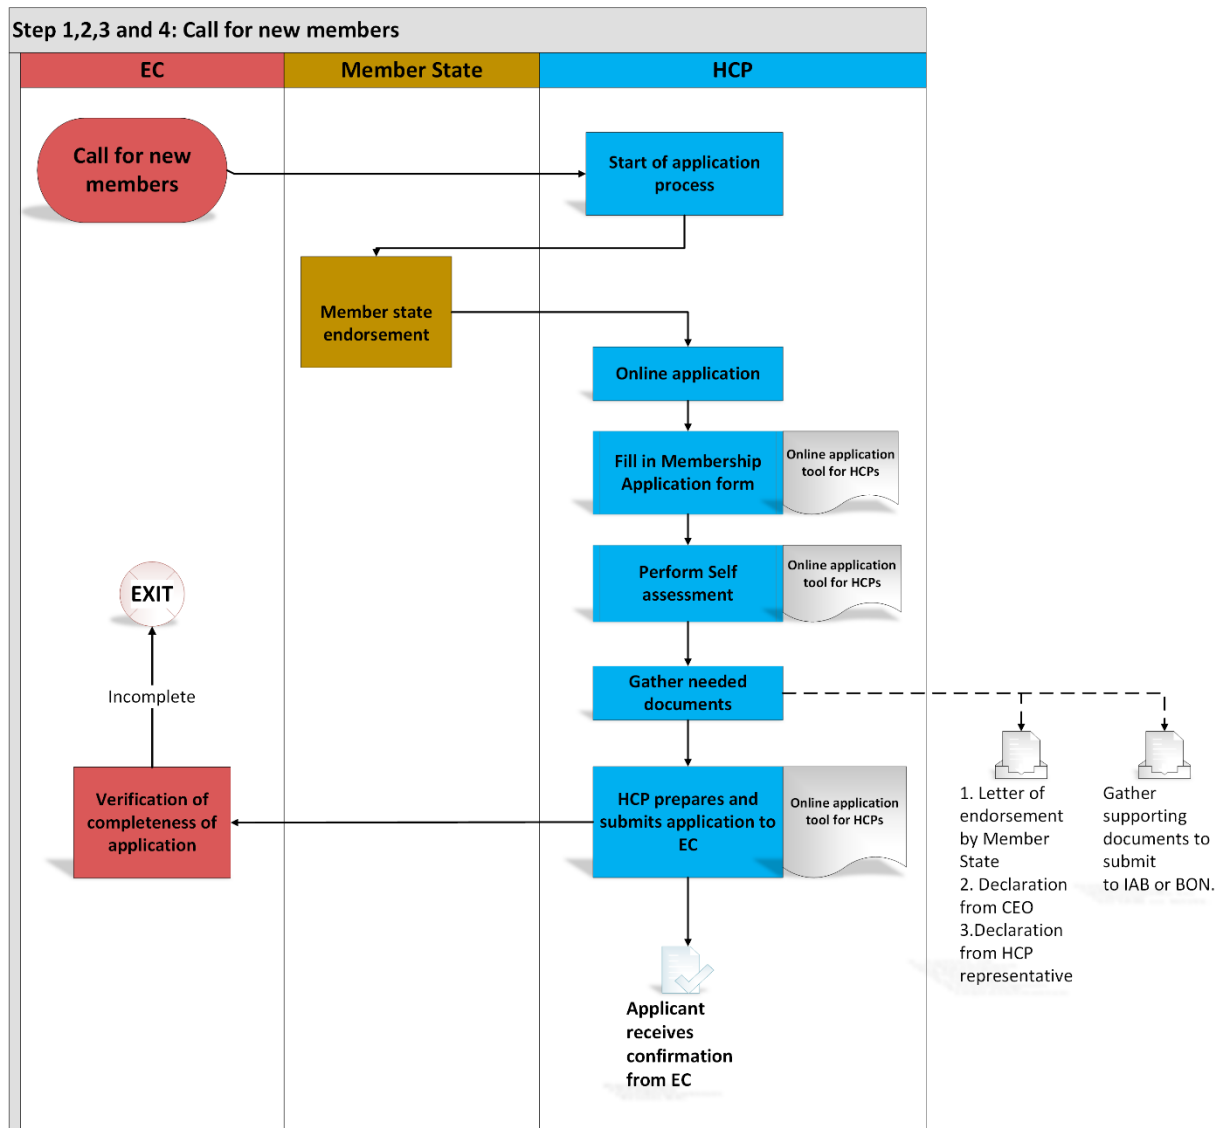 Step 1,2,3 and 4: Call for new members
EC
Member State
HCP
Call for new
members
Start of application
process
Member state
endorsement
Online application
Fill in Membership
Application form
Online application
tool for HCPs
Perform Self
assessment
Online application
tool for HCPs
EXIT
Incomplete
Gather needed
documents
Verification of
completeness of
application
HCP prepares and
submits application to
EC
Online application
tool for HCPs
1. Letter of
endorsement
by Member
State
2. Declaration
from CEO
3.Declaration
from HCP
representative
Gather
supporting
documents to
submit
to IAB or BON.
Applicant
receives
confirmation
from EC